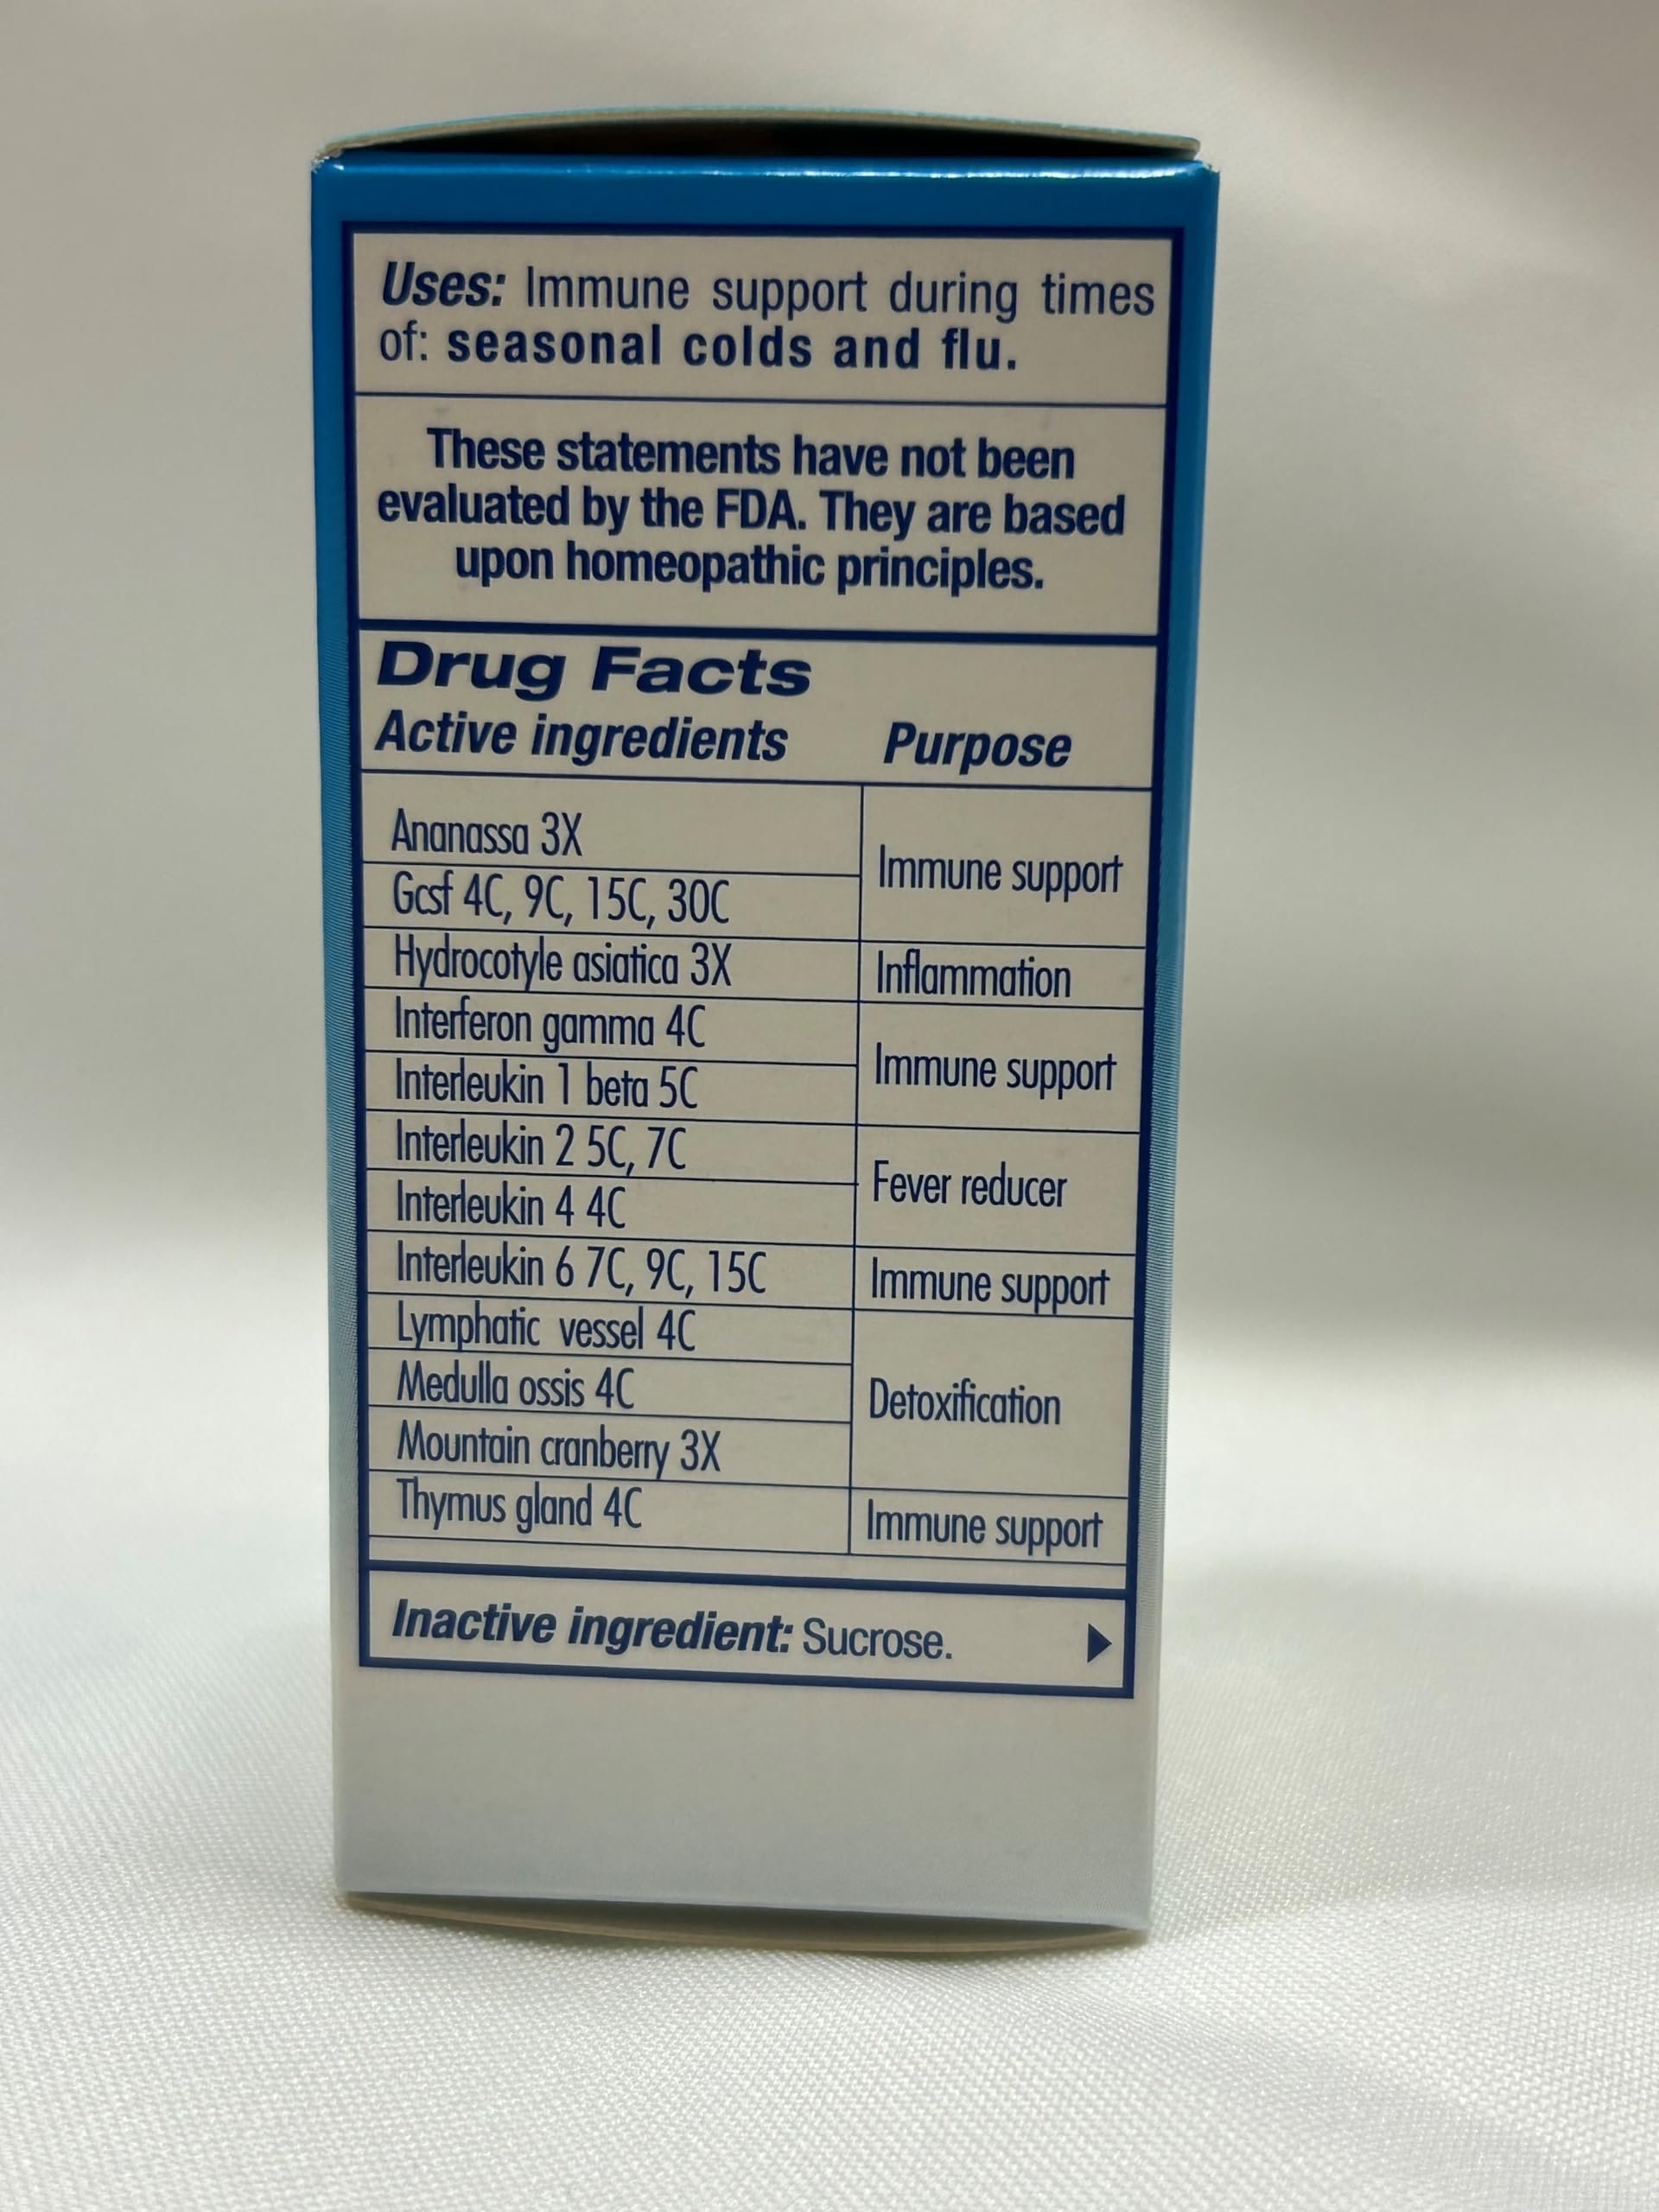 Uses: Immune support during times
of: seasonal colds and flu.
These statements have not been
evaluated by the FDA. They are based
upon homeopathic principles.
Drug Facts
Active ingredients Purpose
Ananassa 3X
Immune support
Gcsf 4C, 9C, 15C, 30C
Hydrocotyle asiatica 3X Inflammation
Interferon gamma 4C
Immune support
Interleukin 1 beta 5C
Interleukin 2 5C, 7C
Fever reducer
Interleukin 4 4C
Interleukin 6 7C, 9C, 15C Immune support
Lymphatic vessel 4C
Medulla ossis 4C Detoxification
Mountain cranberry 3X
Thymus gland 4C Immune support
Inactive ingredient: Sucrose.